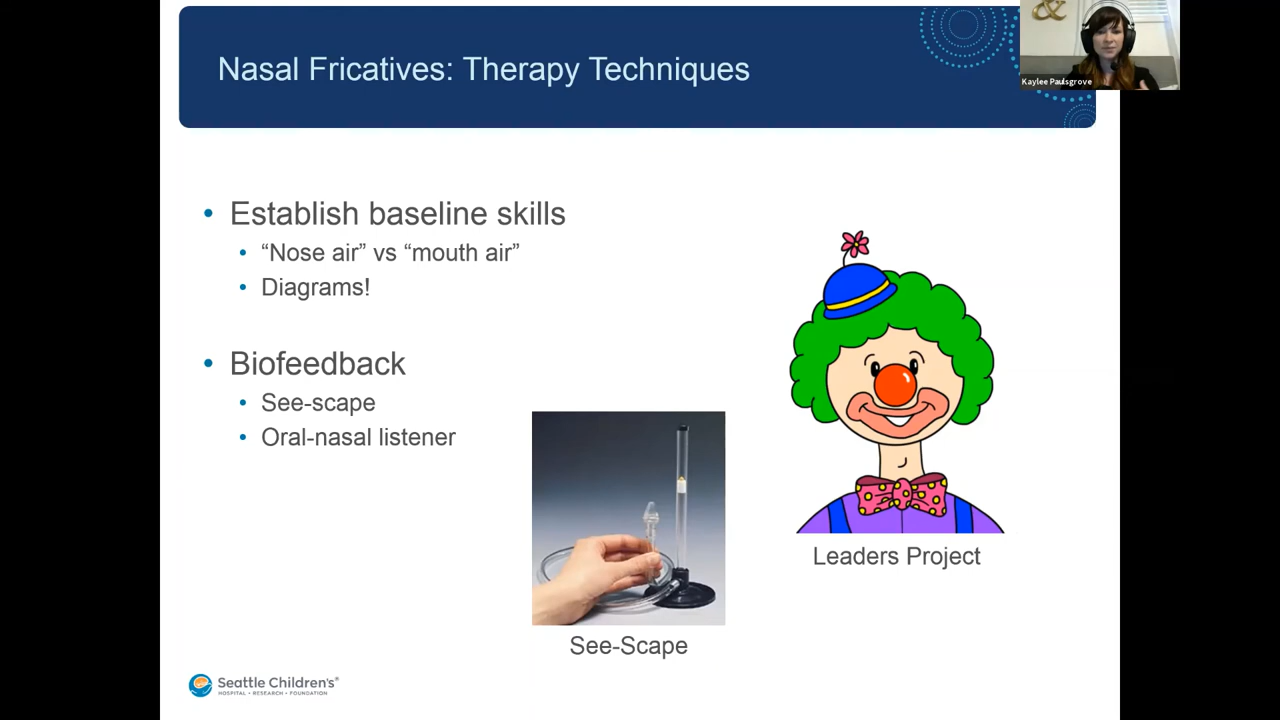 Nasal Fricatives: Therapy Techniques
&
Kaylee Paulsgrove
• Establish baseline skills
• “Nose air” vs “mouth air”
• Diagrams!
• Biofeedback
• See-scape
• Oral-nasal listener
See-Scape
Leaders Project
Seattle Children's®
HOSPITAL • RESEARCH • FOUNDATION